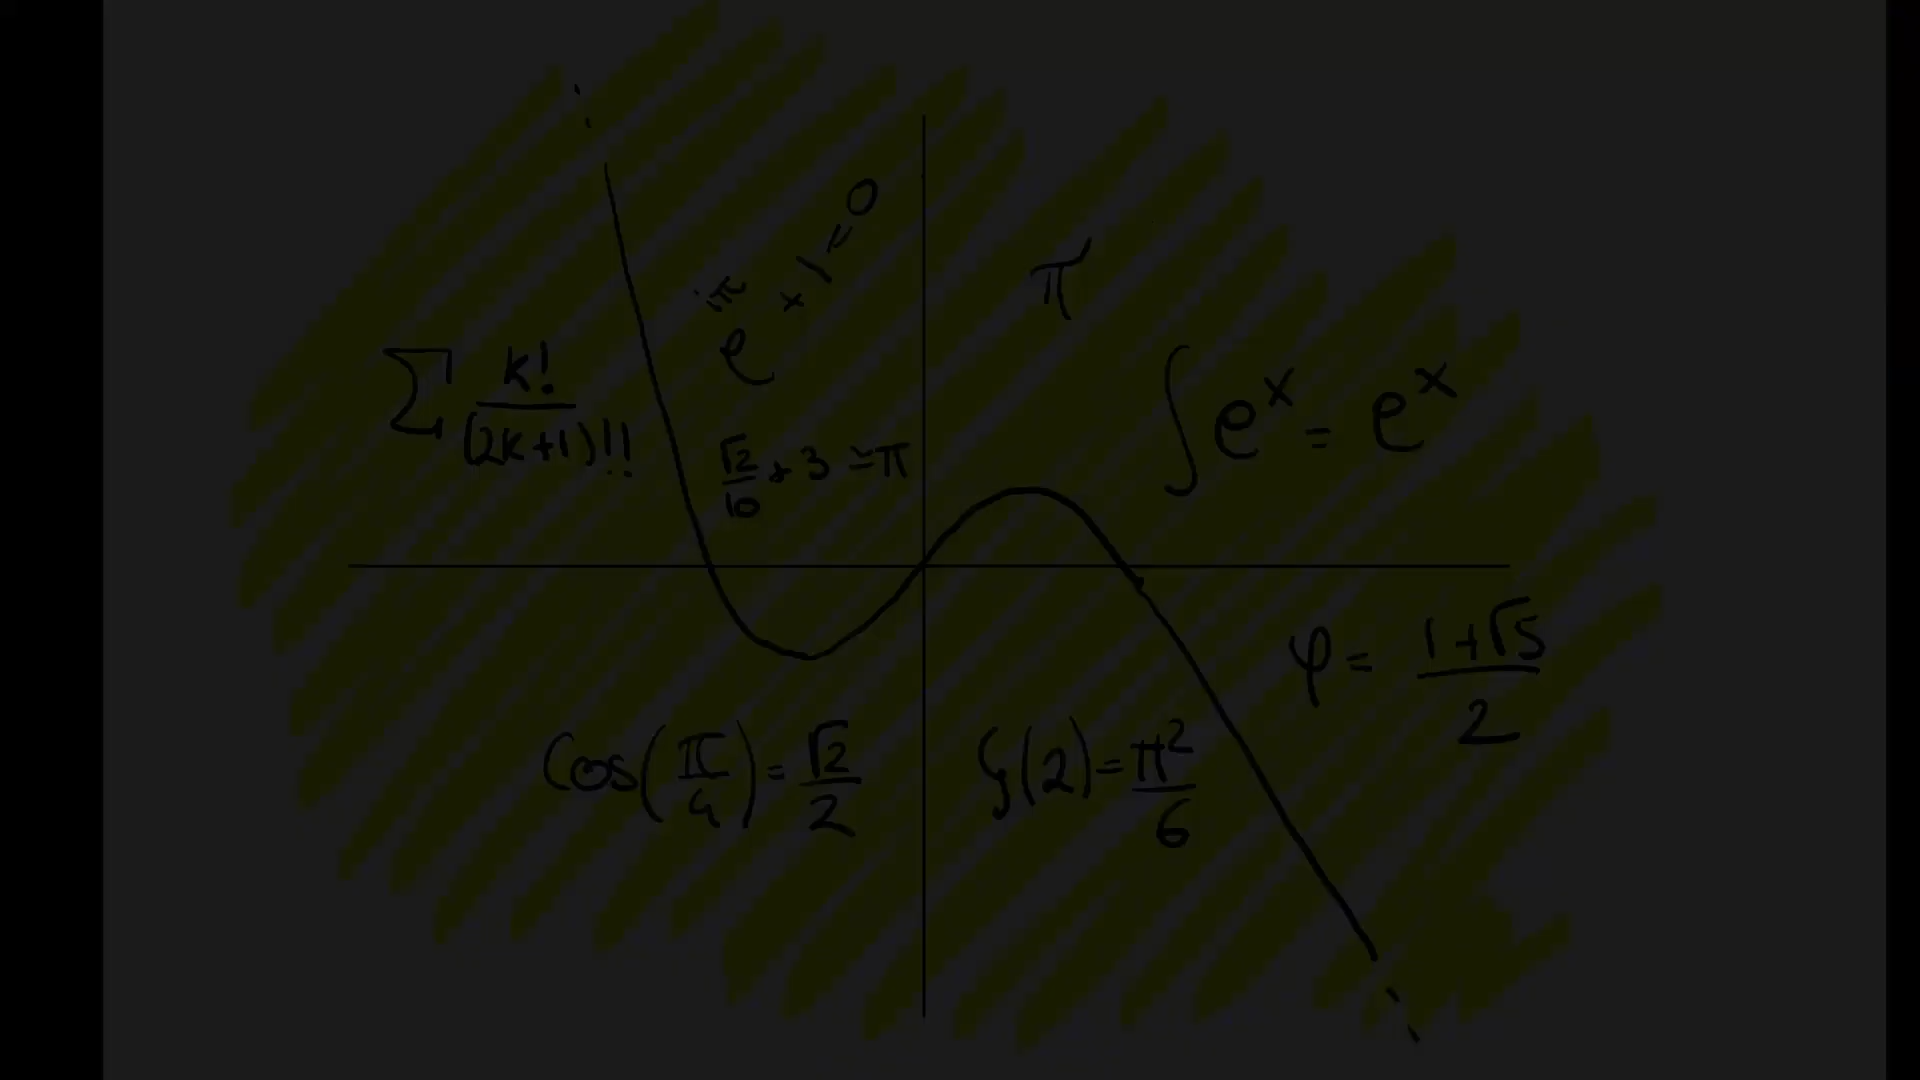 e^{iπ} + 1 = 0
π
∑ k!/(2k+1)!!
∫ e^x = e^x
√2/10 + 3 ≃ π
φ = (1+√5)/2
Cos(π/4) = √2/2
ζ(2) = π²/6